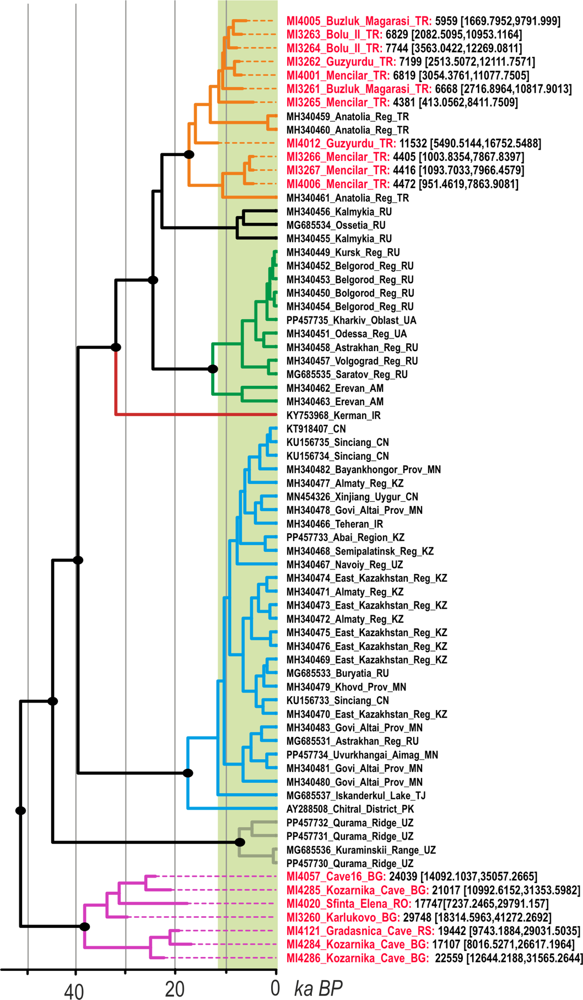 MI4005_Buzluk_Magarasi_TR: 5959 [1669.7952,9791.999]
MI3263_Bolu_II_TR: 6829 [2082.5095,10953.1164]
MI3264_Bolu_II_TR: 7744 [3563.0422,12269.0811]
MI3262_Guzyurdu_TR: 7199 [2513.5072,12111.7571]
MI4001_Mencilar_TR: 6819 [3054.3761,11077.7505]
MI3261_Buzluk_Magarasi_TR: 6668 [2716.8964,10817.9013]
MI3265_Mencilar_TR: 4381 [413.0562,8411.7509]
MH340459_Anatolia_Reg_TR
MH340460_Anatolia_Reg_TR
MI4012_Guzyurdu_TR: 11532 [5490.5144,16752.5488]
MI3266_Mencilar_TR: 4405 [1003.8354,7867.8397]
MI3267_Mencilar_TR: 4416 [1093.7033,7966.4579]
MI4006_Mencilar_TR: 4472 [951.4619,7863.9081]
MH340461_Anatolia_Reg_TR
MH340456_Kalmykia_RU
MG685534_Ossetia_RU
MH340455_Kalmykia_RU
MH340449_Kursk_Reg_RU
MH340452_Belgorod_Reg_RU
MH340453_Belgorod_Reg_RU
MH340450_Bolgorod_Reg_RU
MH340454_Belgorod_Reg_RU
PP457735_Kharkiv_Oblast_UA
MH340451_Odessa_Reg_UA
MH340458_Astrakhan_Reg_RU
MH340457_Volgograd_Reg_RU
MG685535_Saratov_Reg_RU
MH340462_Erevan_AM
MH340463_Erevan_AM
KY753968_Kerman_IR
KT918407_CN
KU156735_Sinciang_CN
KU156734_Sinciang_CN
MH340482_Bayankhongor_Prov_MN
MH340477_Almaty_Reg_KZ
MN454326_Xinjiang_Uygur_CN
MH340478_Govi_Altai_Prov_MN
MH340466_Teheran_IR
PP457733_Abai_Region_KZ
MH340468_Semipalatinsk_Reg_KZ
MH340467_Navoiy_Reg_UZ
MH340474_East_Kazakhstan_Reg_KZ
MH340471_Almaty_Reg_KZ
MH340473_East_Kazakhstan_Reg_KZ
MH340472_Almaty_Reg_KZ
MH340475_East_Kazakhstan_Reg_KZ
MH340476_East_Kazakhstan_Reg_KZ
MH340469_East_Kazakhstan_Reg_KZ
MG685533_Buryatia_RU
MH340479_Khovd_Prov_MN
KU156733_Sinciang_CN
MH340470_East_Kazakhstan_Reg_KZ
MH340483_Govi_Altai_Prov_MN
MG685531_Astrakhan_Reg_RU
PP457734_Uvurkhangai_Aimag_MN
MH340481_Govi_Altai_Prov_MN
MH340480_Govi_Altai_Prov_MN
MG685537_Iskanderkul_Lake_TJ
AY288508_Chitral_District_PK
PP457732_Qurama_Ridge_UZ
PP457731_Qurama_Ridge_UZ
MG685536_Kuraminskii_Range_UZ
PP457730_Qurama_Ridge_UZ
MI4057_Cave16_BG: 24039 [14092.1037,35057.2665]
MI4285_Kozarnika_Cave_BG: 21017 [10992.6152,31353.5982]
MI4020_Sfinta_Elena_RO: 17747[7237.2465,29791.157]
MI3260_Karlukovo_BG: 29748 [18314.5963,41272.2692]
MI4121_Gradasnica_Cave_RS: 19442 [9743.1884,29031.5035]
MI4284_Kozarnika_Cave_BG: 17107 [8016.5271,26617.1964]
MI4286_Kozarnika_Cave_BG: 22559 [12644.2188,31565.2644]
40 20 0 ka BP